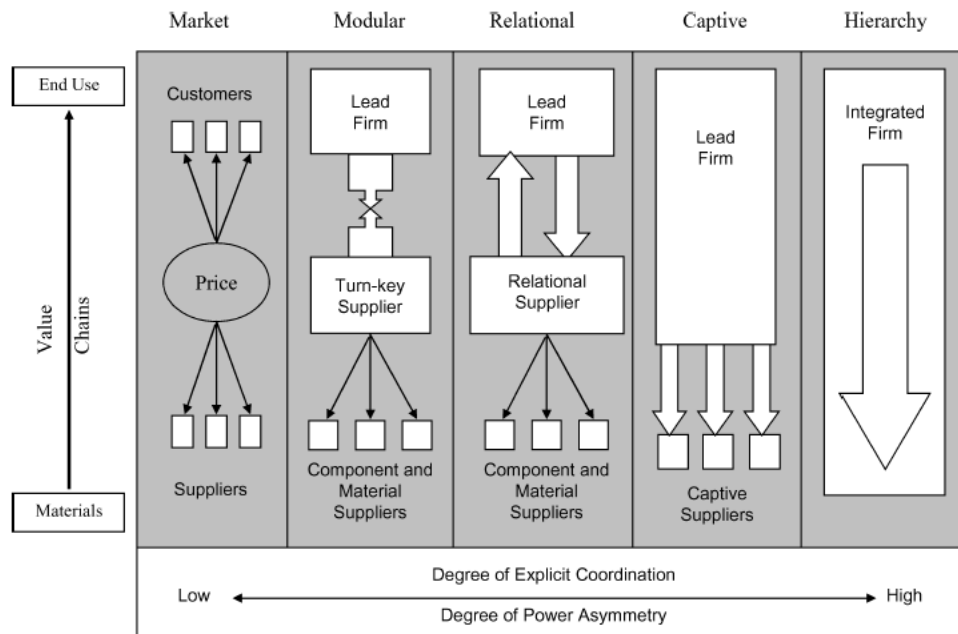 Market
Modular
Relational
Captive
Hierarchy
End Use
Value
Chains
Materials
Customers
Price
Suppliers
Lead
Firm
Turn-key
Supplier
Component and
Material
Suppliers
Lead
Firm
Relational
Supplier
Component and
Material
Suppliers
Lead
Firm
Captive
Suppliers
Integrated
Firm
Degree of Explicit Coordination
Low
High
Degree of Power Asymmetry